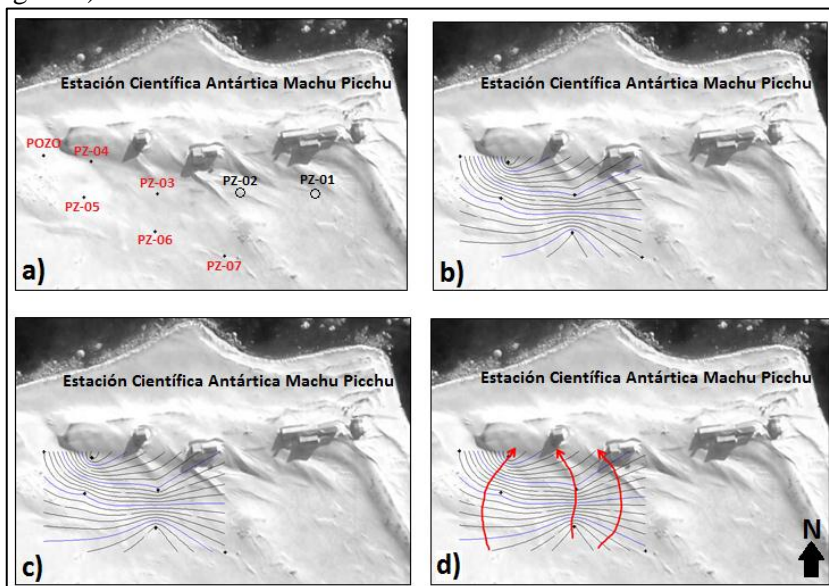 Estación Científica Antártica Machu Picchu
POZO
PZ-04
PZ-03
PZ-02
PZ-01
PZ-05
PZ-06
PZ-07
a)
Estación Científica Antártica Machu Picchu
b)
Estación Científica Antártica Machu Picchu
c)
Estación Científica Antártica Machu Picchu
d)
N